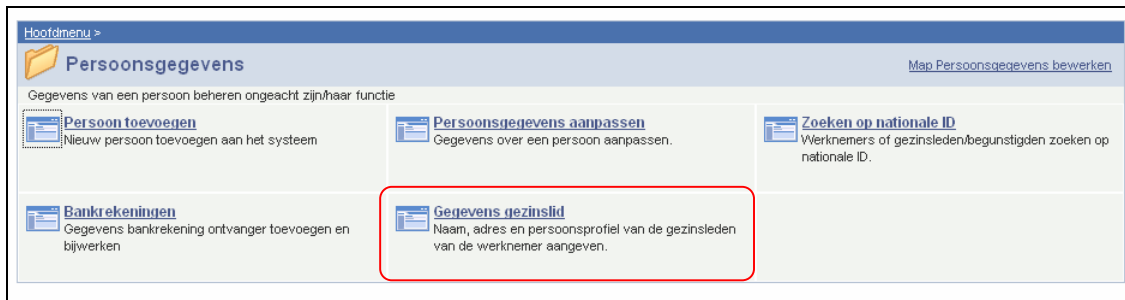 Hoofdmenu >
Persoonsgegevens
Map Persoonsgegevens bewerken
Gegevens van een persoon beheren ongeacht zijn/haar functie
Persoon toevoegen
Nieuw persoon toevoegen aan het systeem
Persoonsgegevens aanpassen
Gegevens over een persoon aanpassen.
Zoeken op nationale ID
Werknemers of gezinsleden/begunstigden zoeken op
nationale ID.
Bankrekeningen
Gegevens bankrekening ontvanger toevoegen en
bijwerken
Gegevens gezinslid
Naam, adres en persoonsprofiel van de gezinsleden
van de werknemer aangeven.